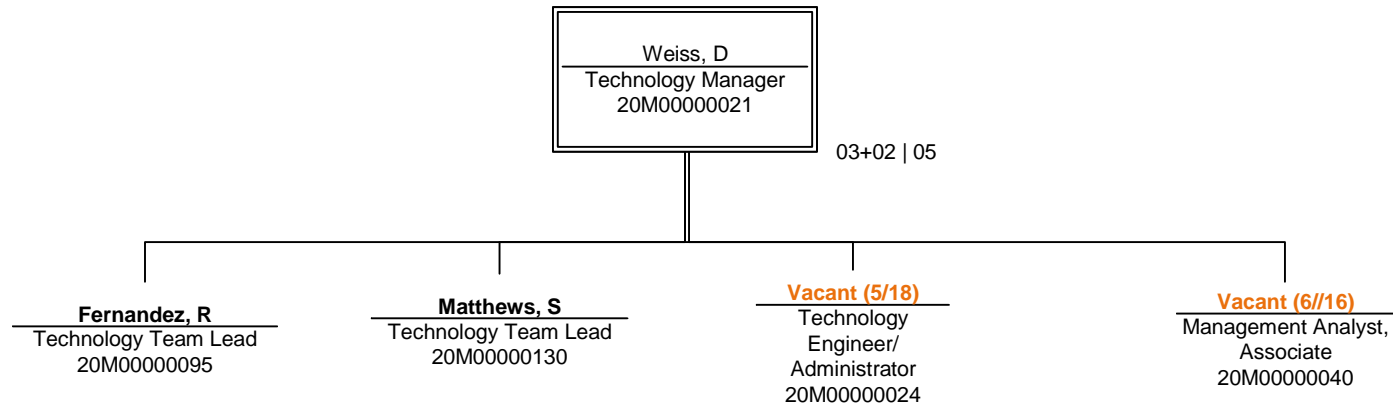 Weiss, D
Technology Manager
20M00000021
03+02 | 05
Fernandez, R
Technology Team Lead
20M00000095
Matthews, S
Technology Team Lead
20M00000130
Vacant (5/18)
Technology
Engineer/
Administrator
20M00000024
Vacant (6//16)
Management Analyst,
Associate
20M00000040